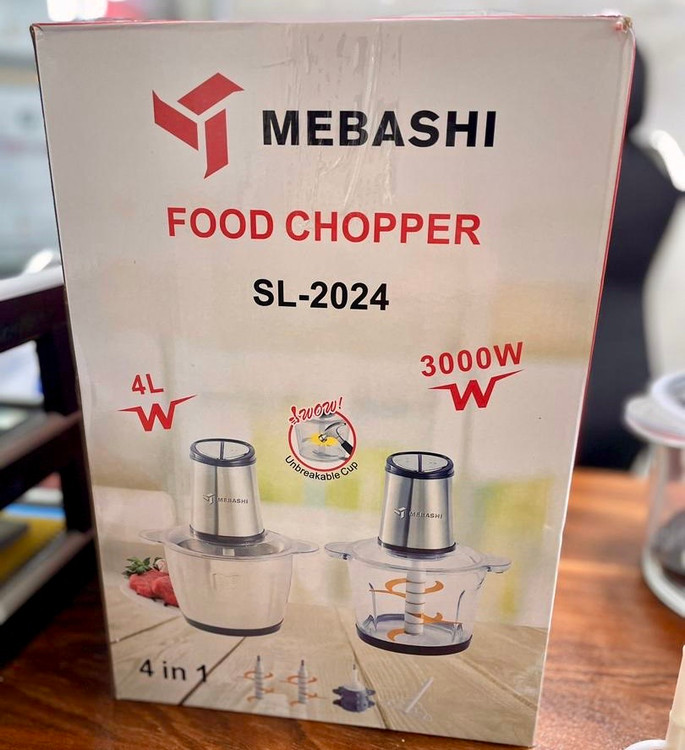 MEBASHI
FOOD CHOPPER
SL-2024
3000W
W
4L
W
WOW!
Unbreakable Cup
MEBASHI
MEBASHI
4 in 1